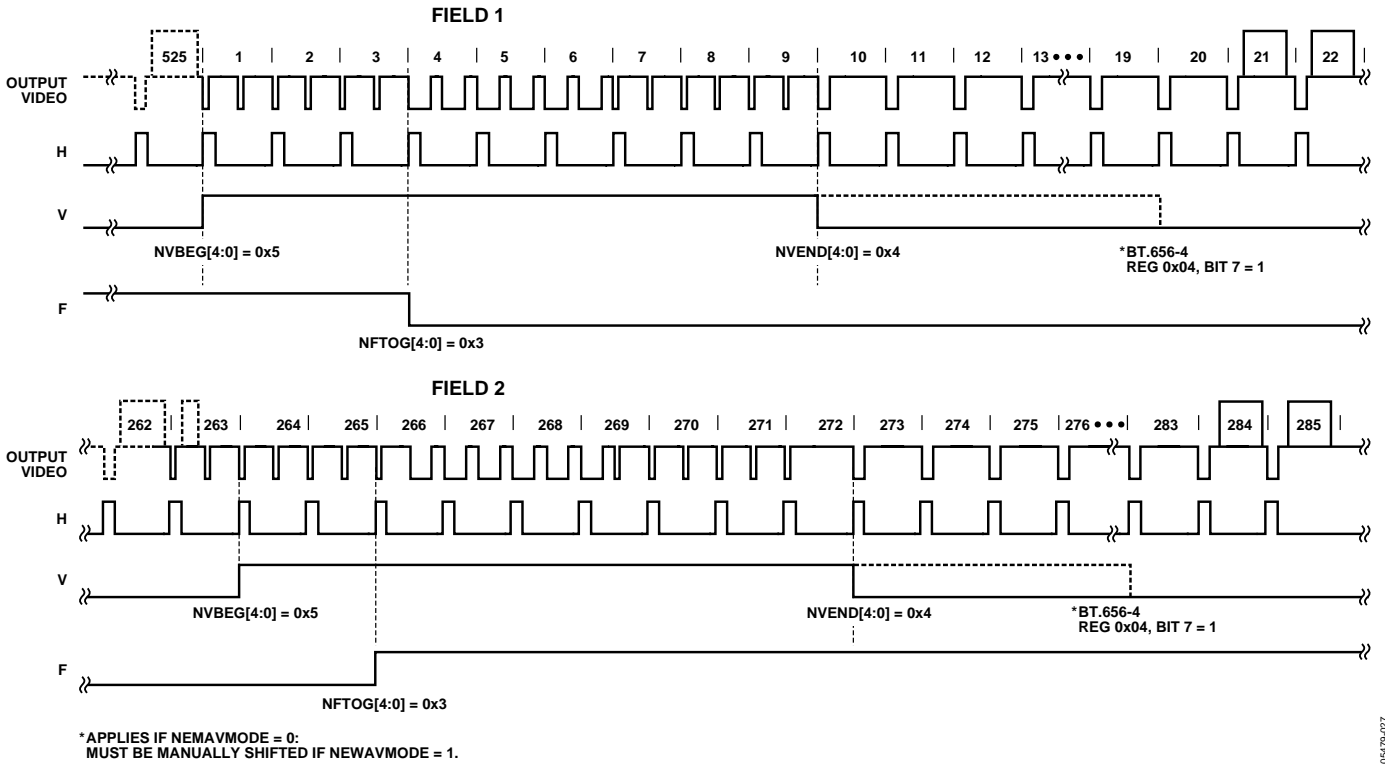 FIELD 1
525 1 2 3 4 5 6 7 8 9 10 11 12 13 ••• 19 20 21 22
OUTPUT
VIDEO
H
V
NVBEG[4:0] = 0x5
NVEND[4:0] = 0x4
*BT.656-4
REG 0x04, BIT 7 = 1
F
NFTOG[4:0] = 0x3
FIELD 2
262 263 264 265 266 267 268 269 270 271 272 273 274 275 276 ••• 283 284 285
OUTPUT
VIDEO
H
V
NVBEG[4:0] = 0x5
NVEND[4:0] = 0x4
*BT.656-4
REG 0x04, BIT 7 = 1
F
NFTOG[4:0] = 0x3
*APPLIES IF NEMAVMODE = 0:
MUST BE MANUALLY SHIFTED IF NEWAVMODE = 1.
05479-027